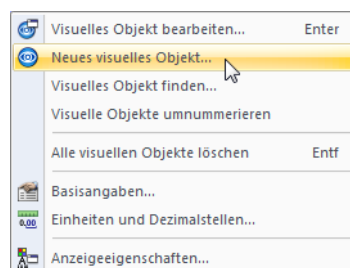 Visuelles Objekt bearbeiten... Enter
Neues visuelles Objekt...
Visuelles Objekt finden...
Visuelle Objekte umnummerieren
Alle visuellen Objekte löschen Entf
Basisangaben...
0,00 Einheiten und Dezimalstellen...
Anzeigeeigenschaften...